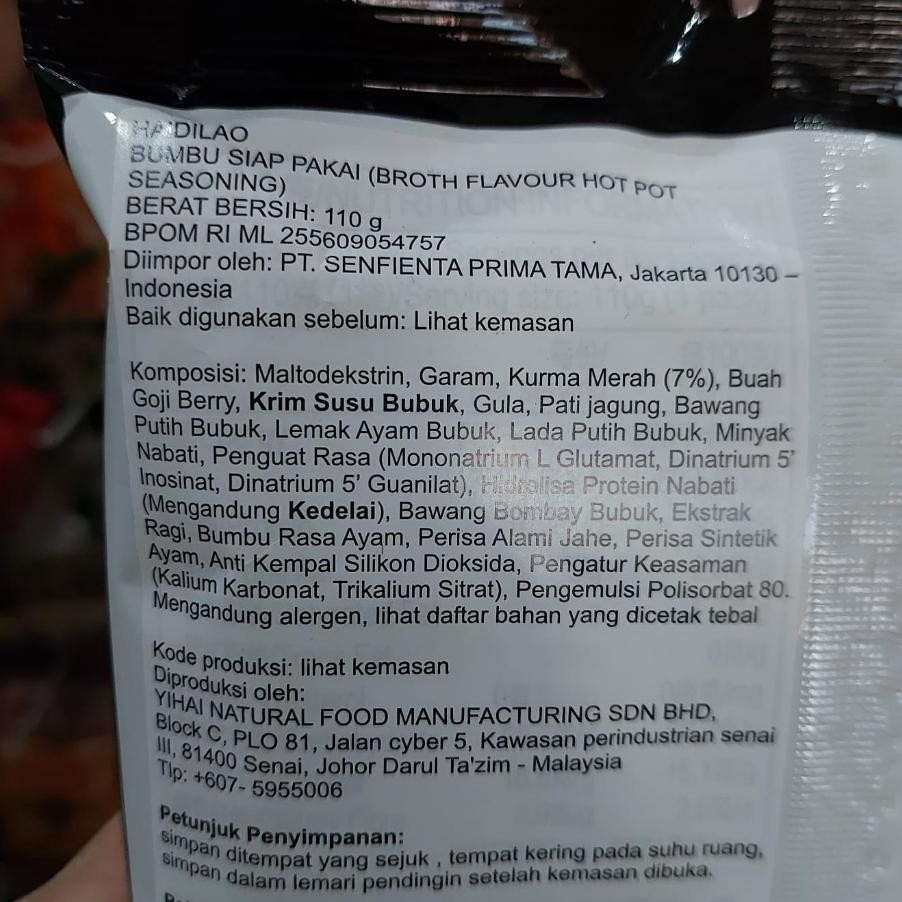 HAIDILAO
BUMBU SIAP PAKAI (BROTH FLAVOUR HOT POT
SEASONING)
BERAT BERSIH: 110 g
BPOM RI ML 255609054757
Diimpor oleh: PT. SENFIENTA PRIMA TAMA, Jakarta 10130 –
Indonesia
Baik digunakan sebelum: Lihat kemasan
Komposisi: Maltodekstrin, Garam, Kurma Merah (7%), Buah
Goji Berry, Krim Susu Bubuk, Gula, Pati jagung, Bawang
Putih Bubuk, Lemak Ayam Bubuk, Lada Putih Bubuk, Minyak
Nabati, Penguat Rasa (Mononatrium L Glutamat, Dinatrium 5'
Inosinat, Dinatrium 5' Guanilat), Hidrolisa Protein Nabati
(Mengandung Kedelai), Bawang Bombay Bubuk, Ekstrak
Ragi, Bumbu Rasa Ayam, Perisa Alami Jahe, Perisa Sintetik
Ayam, Anti Kempal Silikon Dioksida, Pengatur Keasaman
(Kalium Karbonat, Trikalium Sitrat), Pengemulsi Polisorbat 80.
Mengandung alergen, lihat daftar bahan yang dicetak tebal
Kode produksi: lihat kemasan
Diproduksi oleh:
YIHAI NATURAL FOOD MANUFACTURING SDN BHD,
Block C, PLO 81, Jalan cyber 5, Kawasan perindustrian senai
III, 81400 Senai, Johor Darul Ta'zim - Malaysia
Tlp: +607- 5955006
Petunjuk Penyimpanan:
simpan ditempat yang sejuk , tempat kering pada suhu ruang,
simpan dalam lemari pendingin setelah kemasan dibuka.